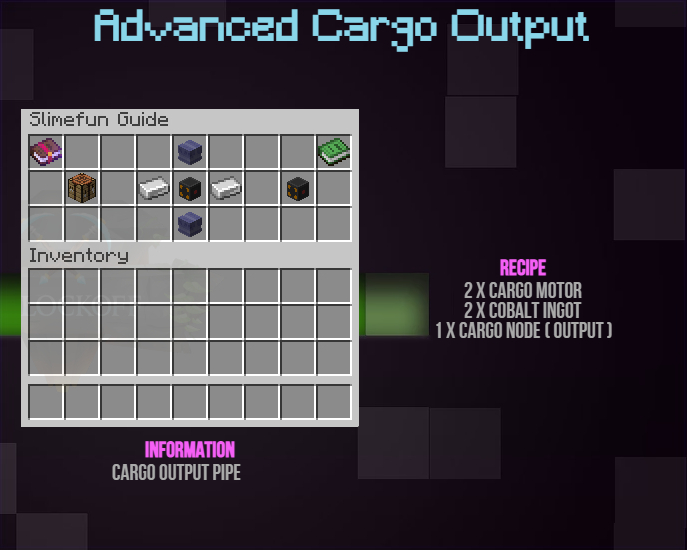 Advanced Cargo Output
Slimefun Guide
Inventory
LOCKOFF
RECIPE
2 X CARGO MOTOR
2 X COBALT INGOT
1 X CARGO NODE ( OUTPUT )
INFORMATION
CARGO OUTPUT PIPE